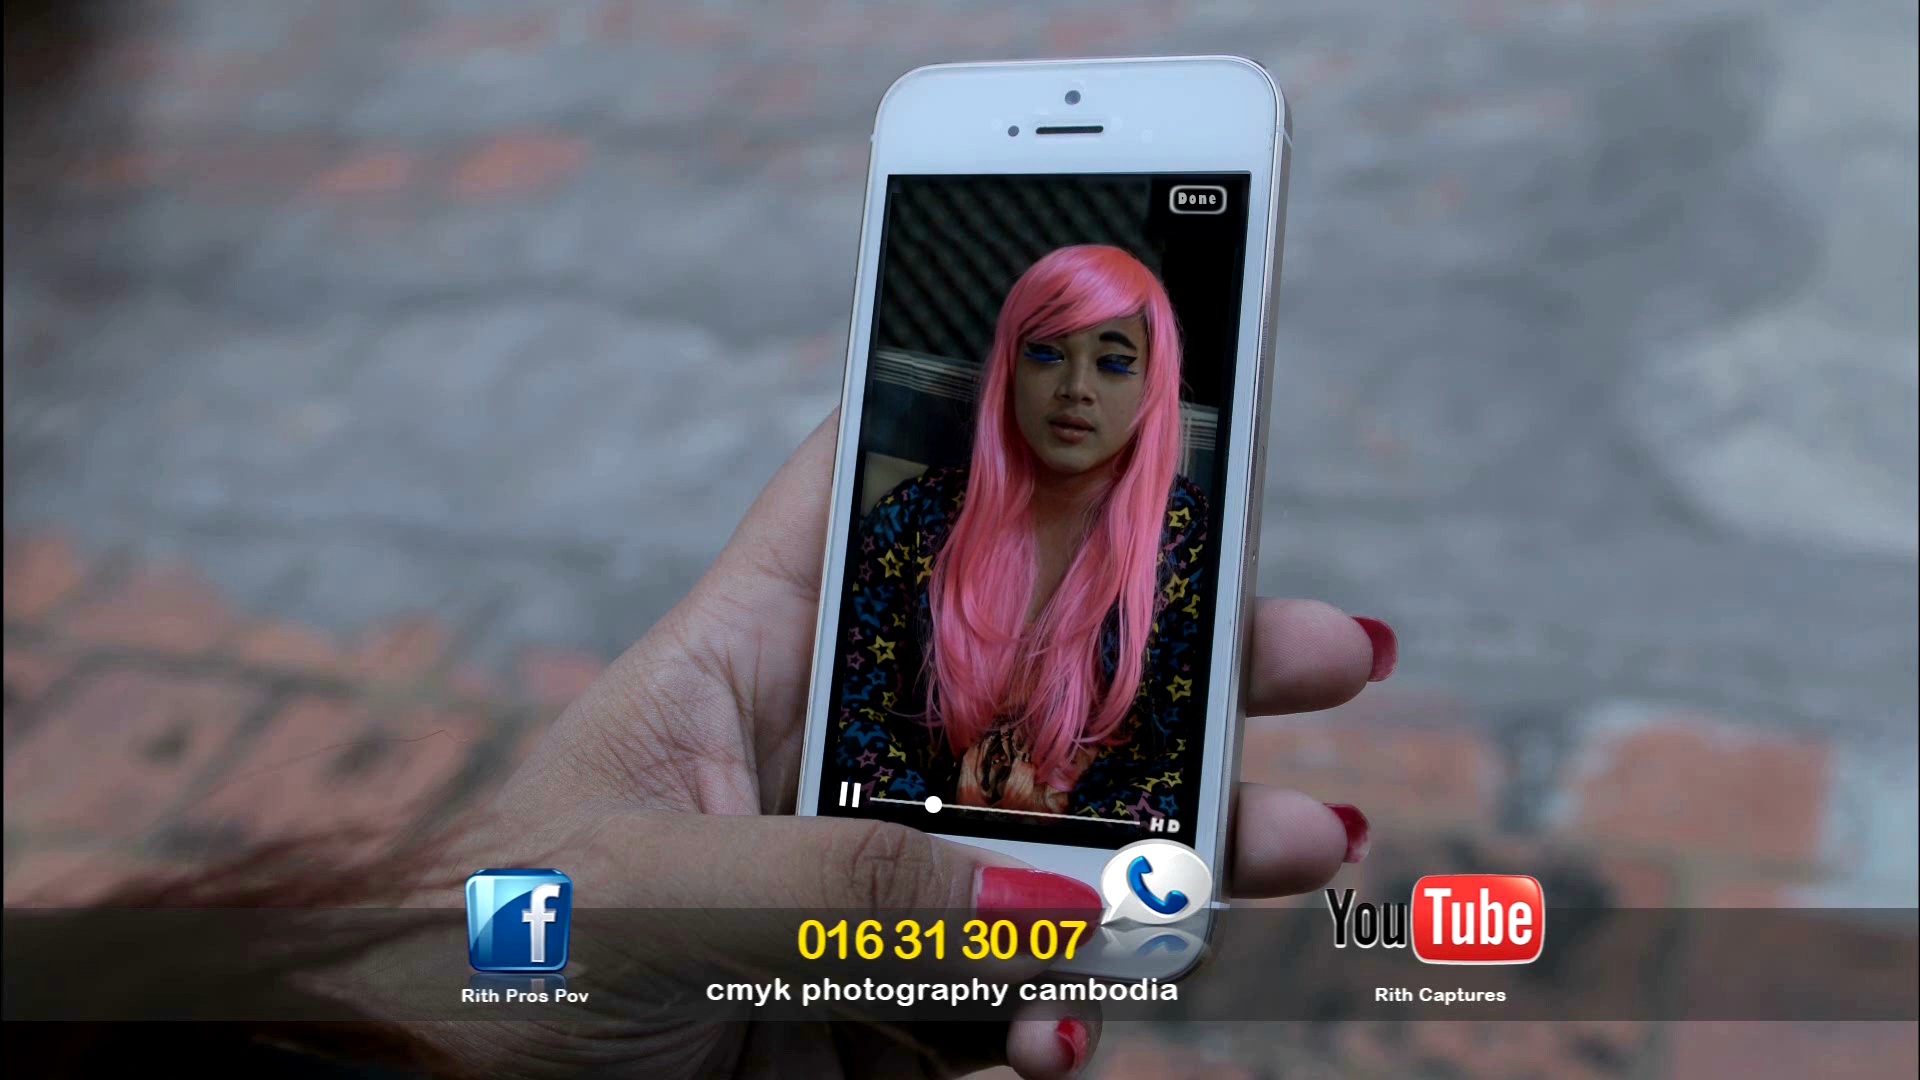 Done
HD
016 31 30 07
cmyk photography cambodia
f
Rith Pros Pov
YouTube
Rith Captures